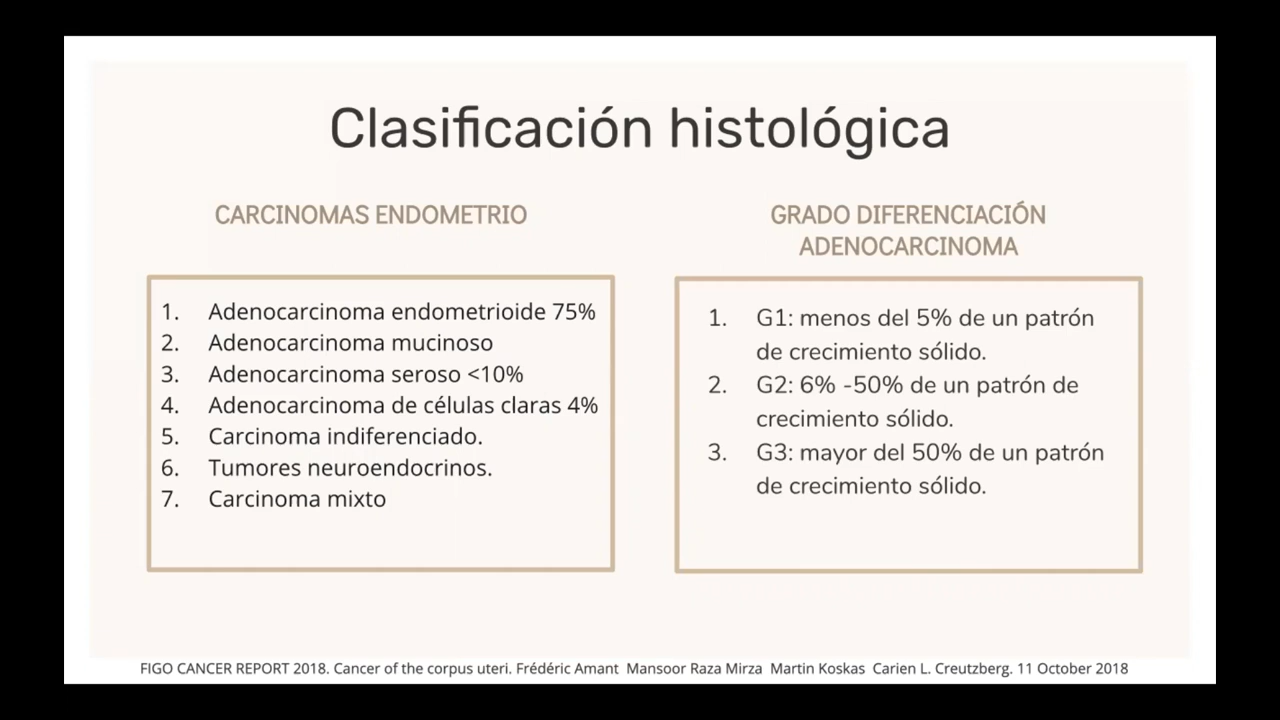 Clasificación histológica
CARCINOMAS ENDOMETRIO
1. Adenocarcinoma endometrioide 75%
2. Adenocarcinoma mucinoso
3. Adenocarcinoma seroso <10%
4. Adenocarcinoma de células claras 4%
5. Carcinoma indiferenciado.
6. Tumores neuroendocrinos.
7. Carcinoma mixto
GRADO DIFERENCIACIÓN
ADENOCARCINOMA
1. G1: menos del 5% de un patrón
de crecimiento sólido.
2. G2: 6% -50% de un patrón de
crecimiento sólido.
3. G3: mayor del 50% de un patrón
de crecimiento sólido.
FIGO CANCER REPORT 2018. Cancer of the corpus uteri. Frédéric Amant Mansoor Raza Mirza Martin Koskas Carien L. Creutzberg. 11 October 2018